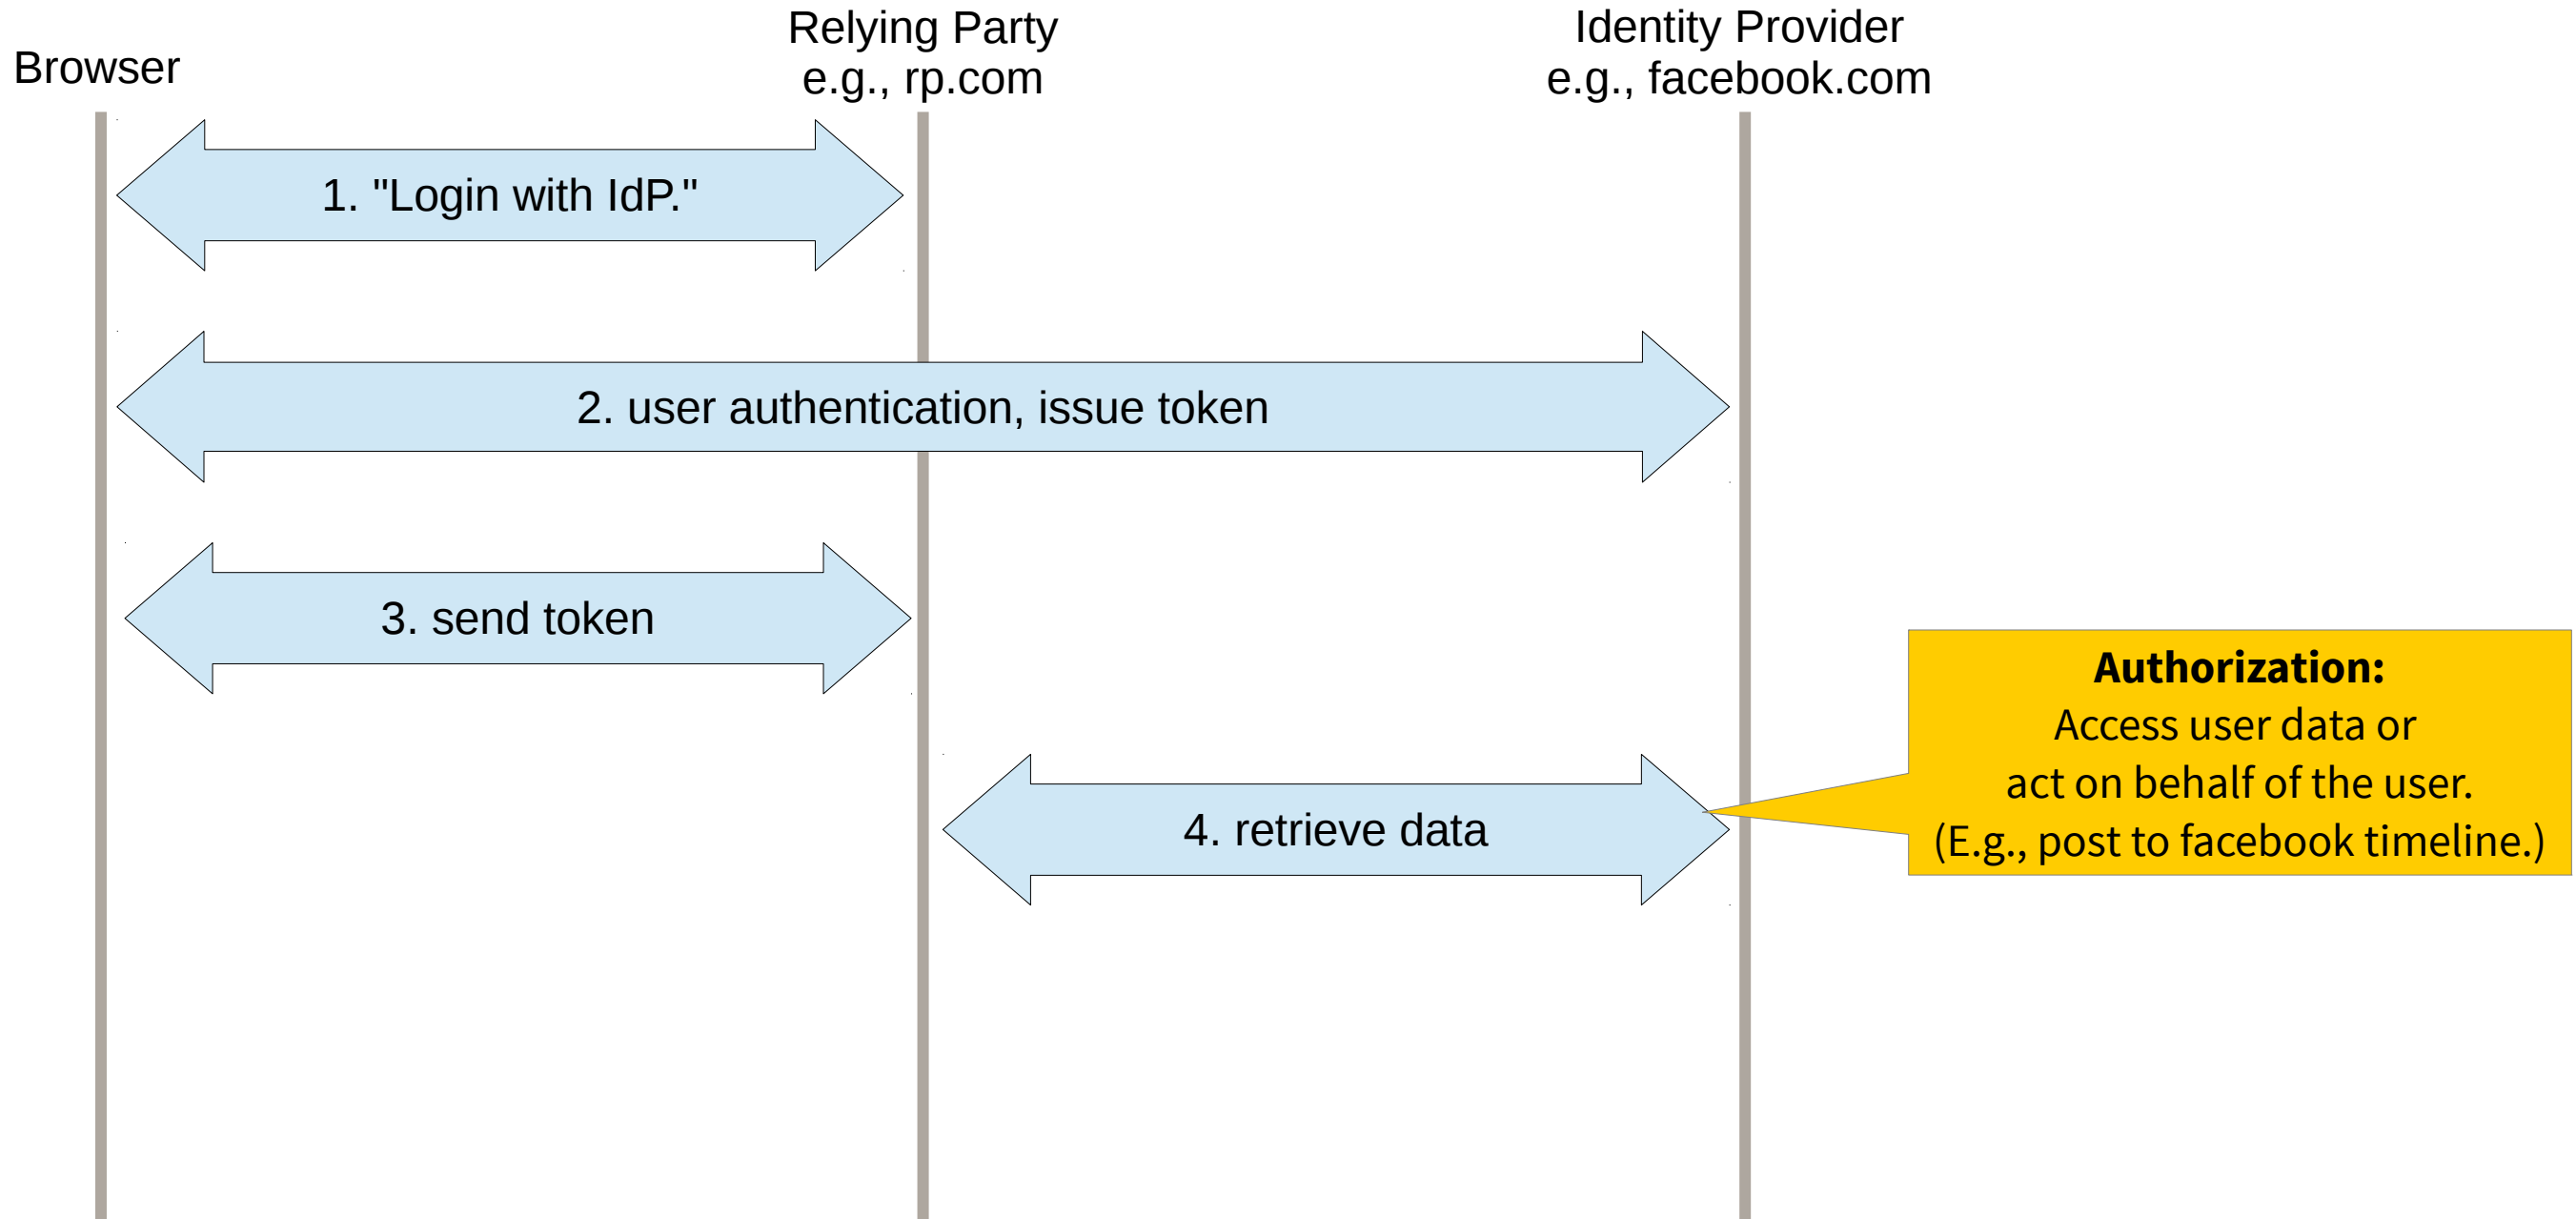 Browser
Relying Party
e.g., rp.com
Identity Provider
e.g., facebook.com
1. "Login with IdP."
2. user authentication, issue token
3. send token
4. retrieve data
Authorization:
Access user data or
act on behalf of the user.
(E.g., post to facebook timeline.)